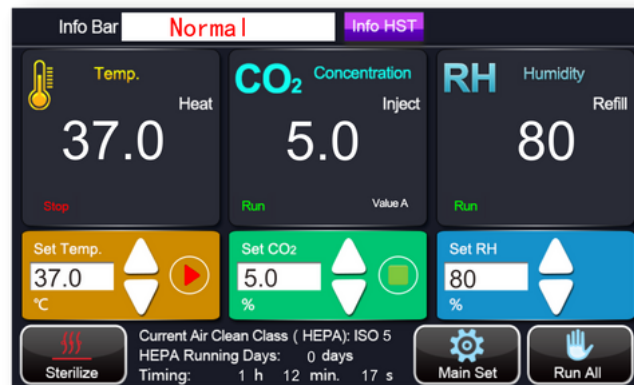 Info Bar Normal Info HST
Temp.
Heat
37.0
Stop
CO₂ Concentration
Inject
5.0
Run Value A
RH Humidity
Refill
80
Run
Set Temp.
37.0
℃
Set CO₂
5.0
%
Set RH
80
%
Sterilize
Current Air Clean Class ( HEPA): ISO 5
HEPA Running Days: 0 days
Timing: 1 h 12 min. 17 s
Main Set
Run All